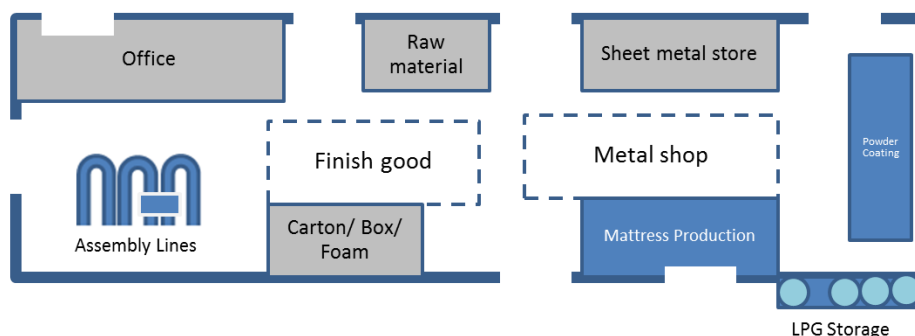 Office
Raw
material
Sheet metal store
Powder
Coating
Finish good
Metal shop
Assembly Lines
Carton/ Box/
Foam
Mattress Production
LPG Storage